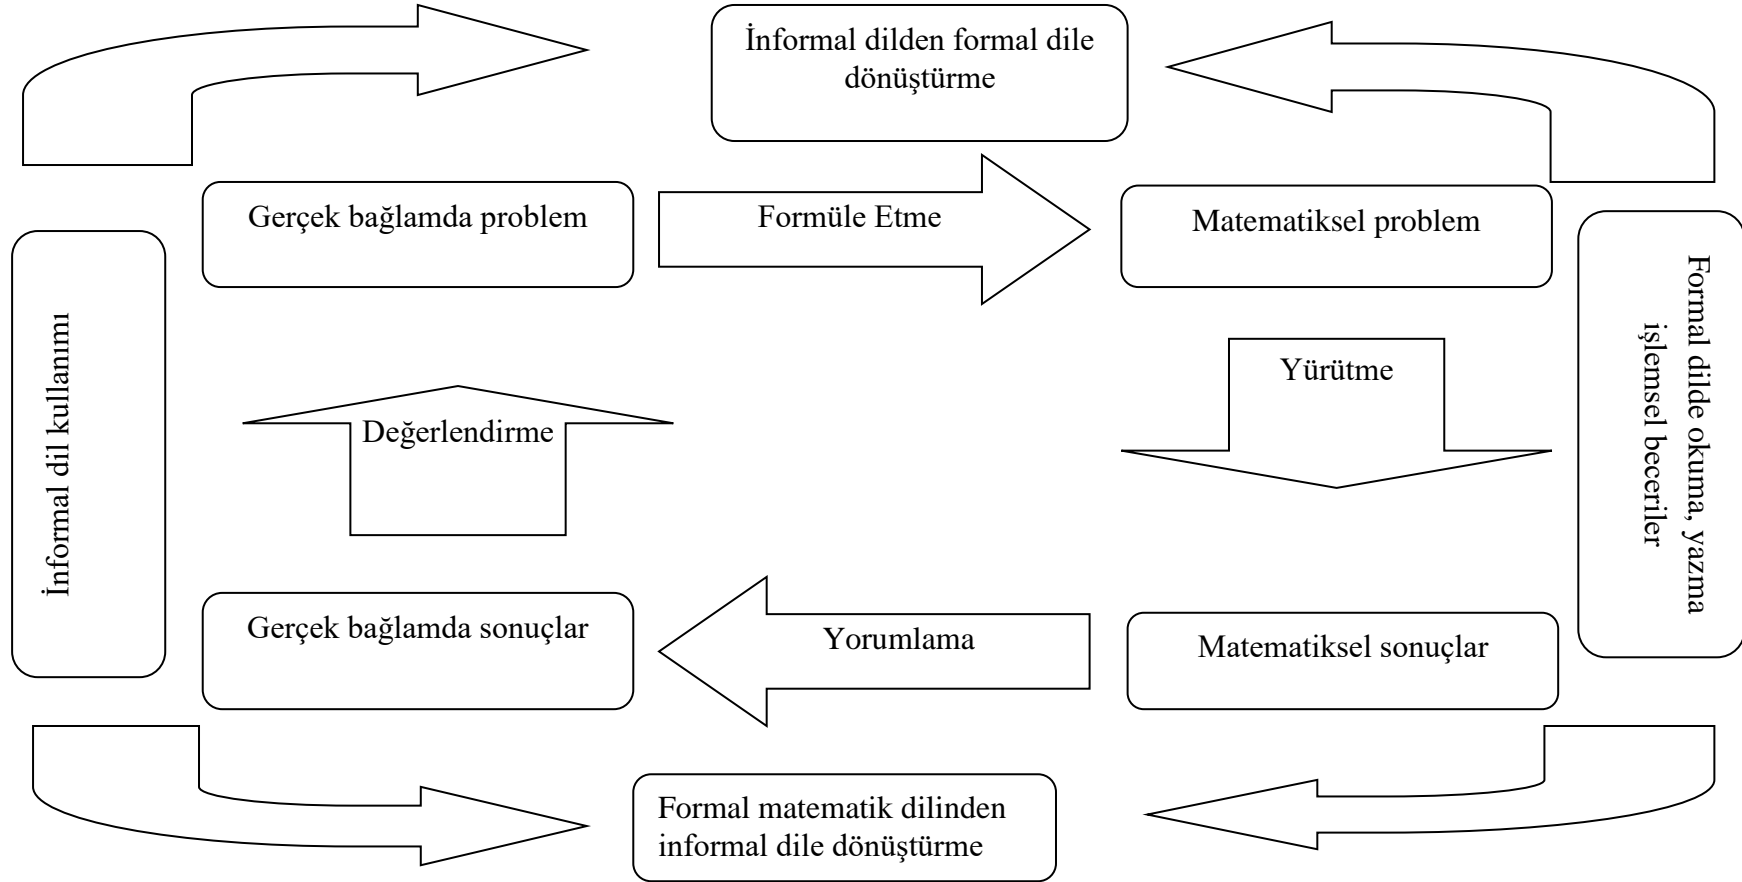 İnformal dilden formal dile
dönüştürme
Gerçek bağlamda problem
Formüle Etme
Matematiksel problem
İnformal dil kullanımı
Formal dilde okuma, yazma
işlemsel beceriler
Değerlendirme
Yürütme
Gerçek bağlamda sonuçlar
Yorumlama
Matematiksel sonuçlar
Formal matematik dilinden
informal dile dönüştürme